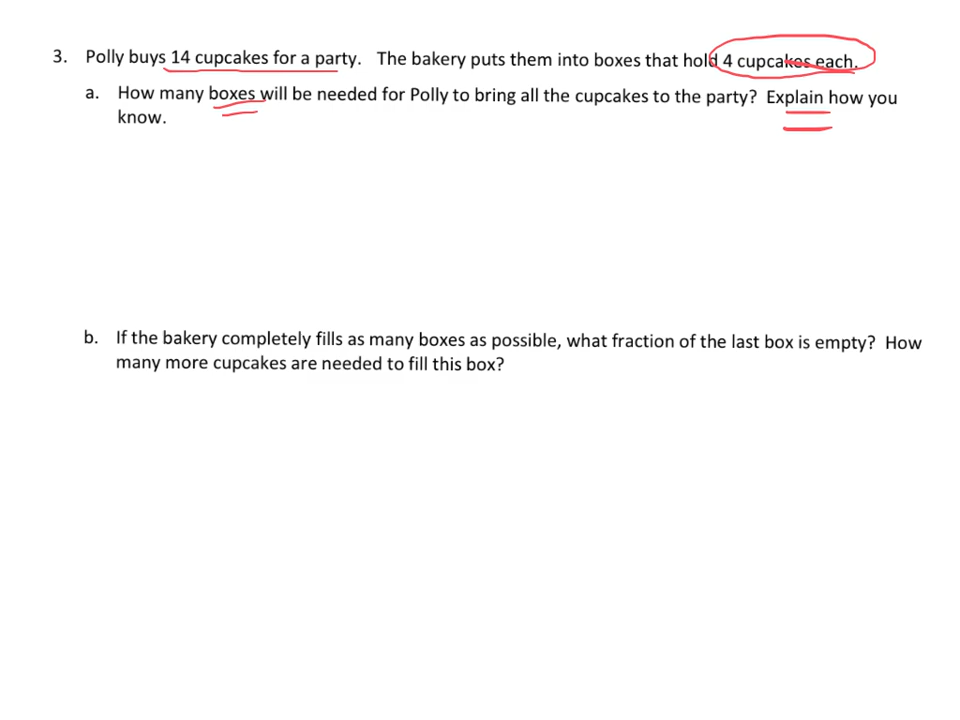 3. Polly buys 14 cupcakes for a party. The bakery puts them into boxes that hold 4 cupcakes each.
a. How many boxes will be needed for Polly to bring all the cupcakes to the party? Explain how you
know.
b. If the bakery completely fills as many boxes as possible, what fraction of the last box is empty? How
many more cupcakes are needed to fill this box?